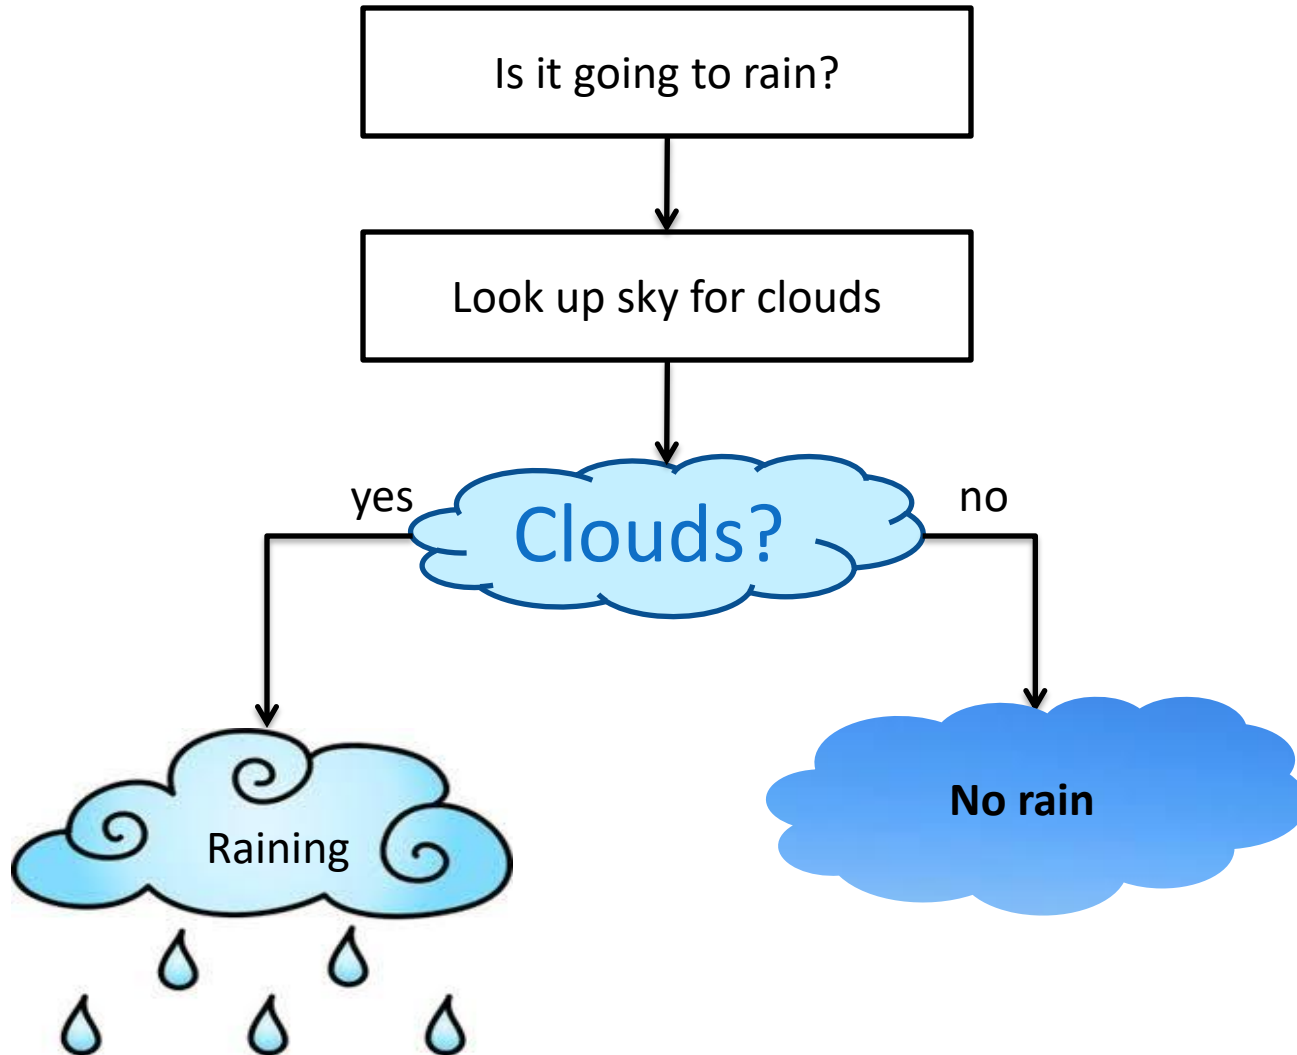 Is it going to rain?
Look up sky for clouds
yes
Clouds?
no
Raining
No rain